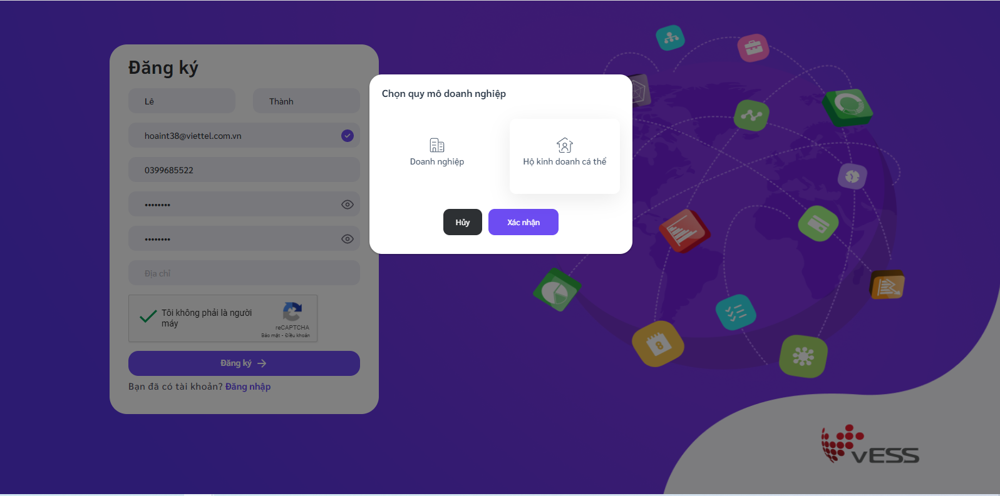 Đăng ký
Lê
Thành
hoaint38@viettel.com.vn
0399685522
••••••••
••••••••
Địa chỉ
Tôi không phải là người
máy
reCAPTCHA
Bảo mật - Điều khoản
Đăng ký
Bạn đã có tài khoản? Đăng nhập
Chọn quy mô doanh nghiệp
Doanh nghiệp
Hộ kinh doanh cá thể
Hủy
Xác nhận
8
vESS